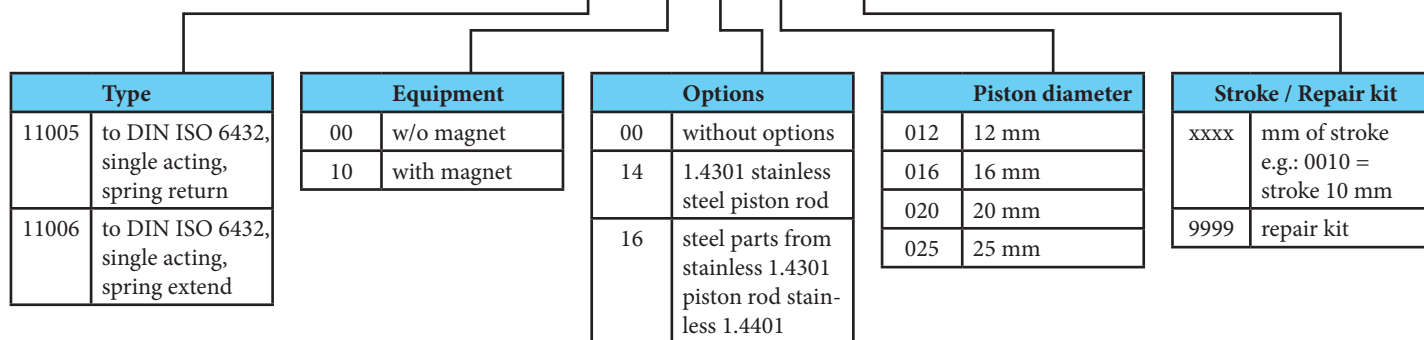 Type
11005 to DIN ISO 6432,
single acting,
spring return
11006 to DIN ISO 6432,
single acting,
spring extend
Equipment
00 w/o magnet
10 with magnet
Options
00 without options
14 1.4301 stainless
steel piston rod
16 steel parts from
stainless 1.4301
piston rod stain-
less 1.4401
Piston diameter
012 12 mm
016 16 mm
020 20 mm
025 25 mm
Stroke / Repair kit
xxxx mm of stroke
e.g.: 0010 =
stroke 10 mm
9999 repair kit